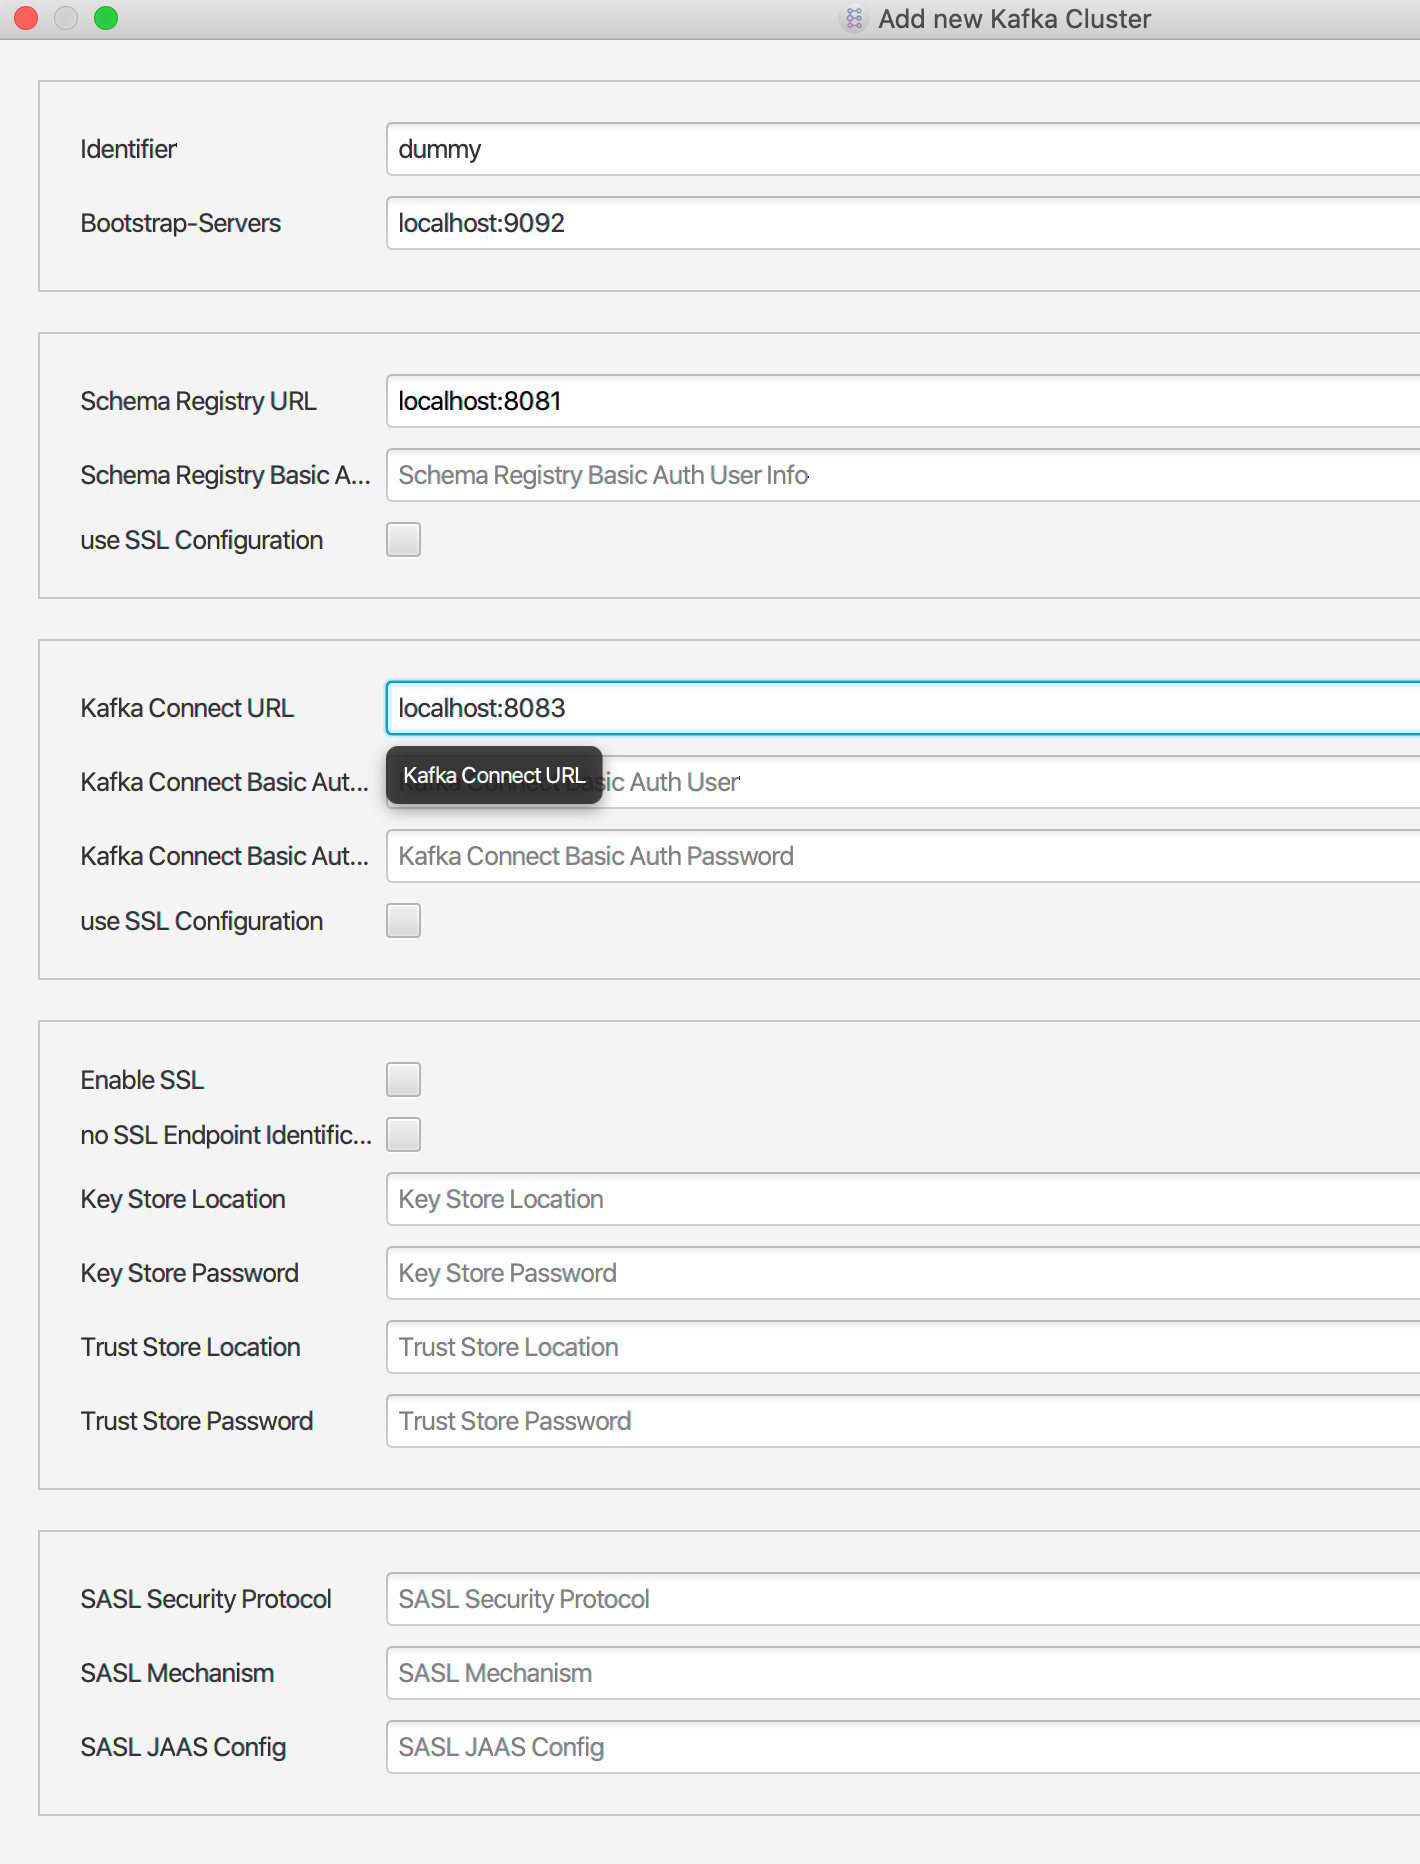 Add new Kafka Cluster
Identifier dummy
Bootstrap-Servers localhost:9092
Schema Registry URL localhost:8081
Schema Registry Basic A... Schema Registry Basic Auth User Info
use SSL Configuration
Kafka Connect URL localhost:8083
Kafka Connect URL
Kafka Connect Basic Aut... Kafka Connect Basic Auth User
Kafka Connect Basic Aut... Kafka Connect Basic Auth Password
use SSL Configuration
Enable SSL
no SSL Endpoint Identific...
Key Store Location Key Store Location
Key Store Password Key Store Password
Trust Store Location Trust Store Location
Trust Store Password Trust Store Password
SASL Security Protocol SASL Security Protocol
SASL Mechanism SASL Mechanism
SASL JAAS Config SASL JAAS Config